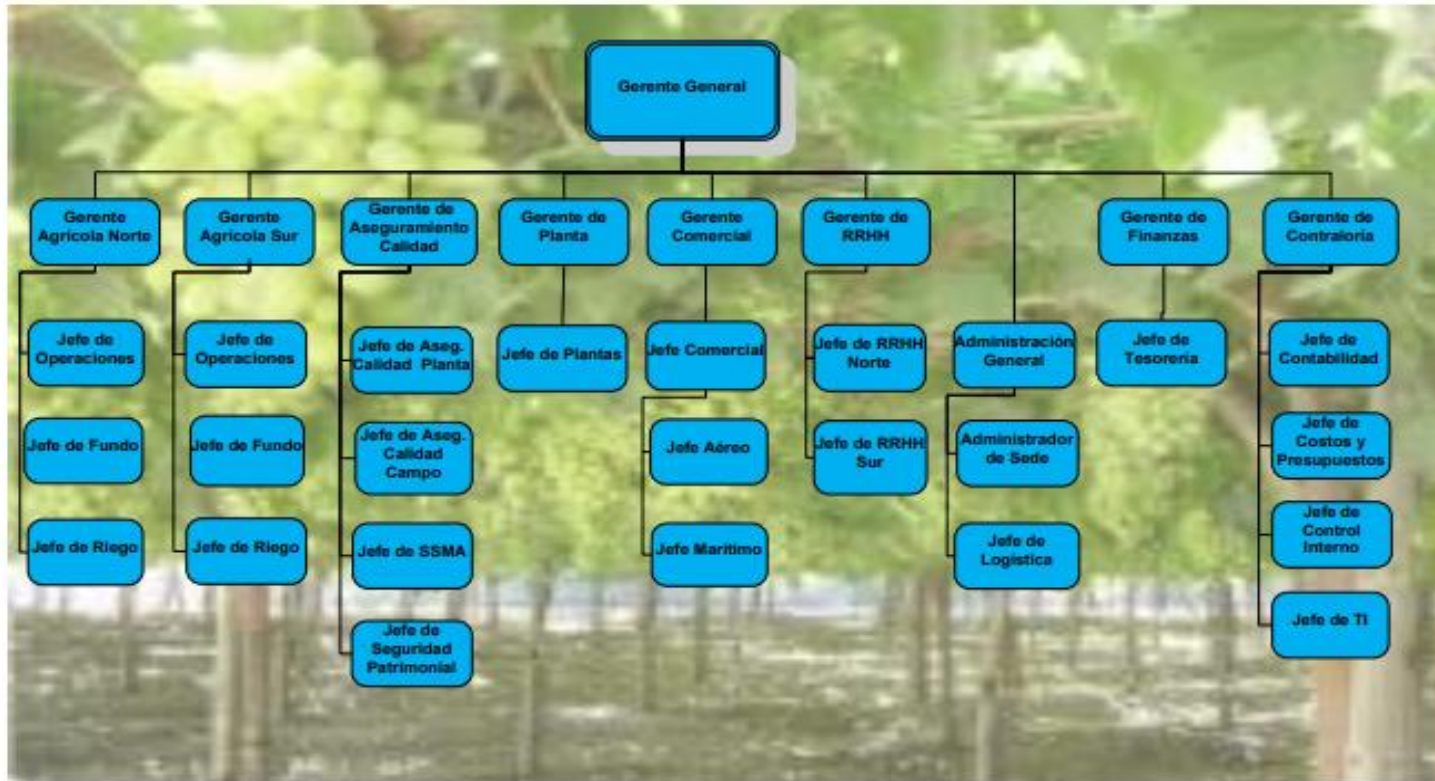 Gerente General
Gerente
Agrícola Norte
Gerente
Agrícola Sur
Gerente de
Aseguramiento
Calidad
Gerente de
Planta
Gerente
Comercial
Gerente de
RRHH
Gerente de
Finanzas
Gerente de
Contraloría
Jefe de
Operaciones
Jefe de
Operaciones
Jefe de Aseg.
Calidad Planta
Jefe de Plantas
Jefe Comercial
Jefe de RRHH
Norte
Administración
General
Jefe de
Tesorería
Jefe de
Contabilidad
Jefe de Fundo
Jefe de Fundo
Jefe de Aseg.
Calidad
Campo
Jefe Aéreo
Jefe de RRHH
Sur
Administrador
de Sede
Jefe de
Costos y
Presupuestos
Jefe de Riego
Jefe de Riego
Jefe de SSMA
Jefe Marítimo
Jefe de
Logística
Jefe de
Control
Interno
Jefe de
Seguridad
Patrimonial
Jefe de TI